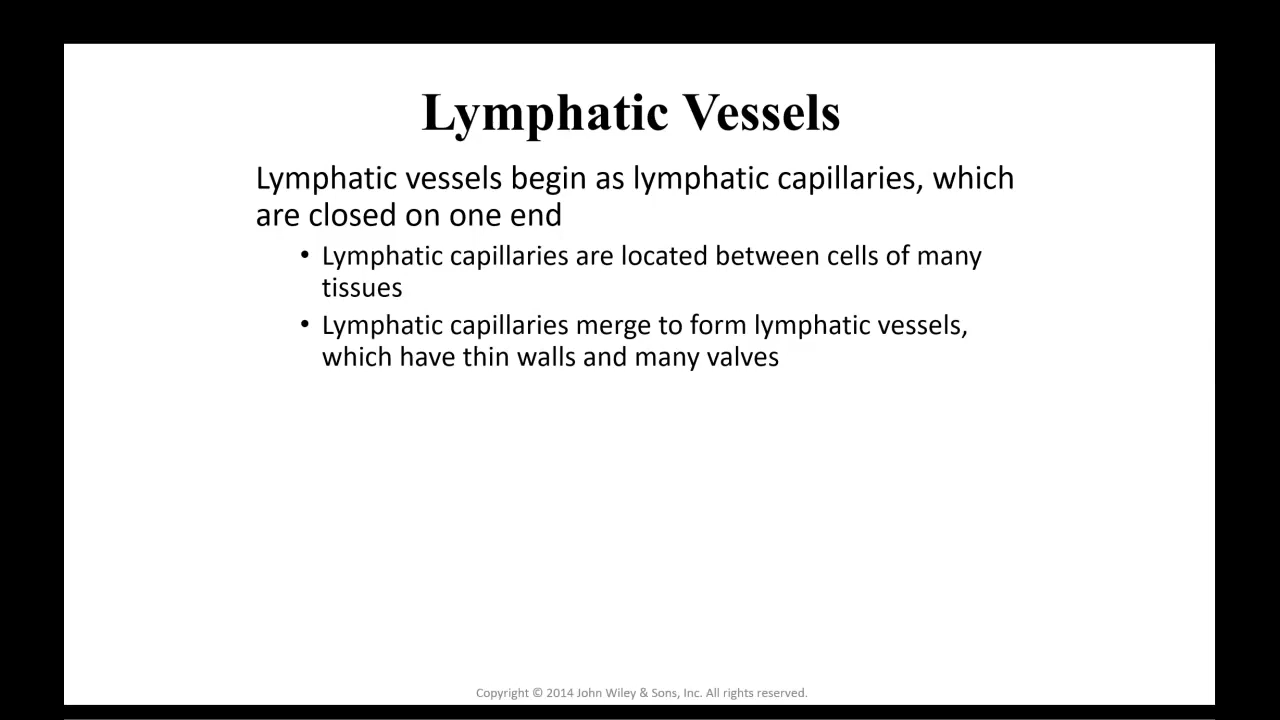 Lymphatic Vessels
Lymphatic vessels begin as lymphatic capillaries, which
are closed on one end
• Lymphatic capillaries are located between cells of many
tissues
• Lymphatic capillaries merge to form lymphatic vessels,
which have thin walls and many valves
Copyright © 2014 John Wiley & Sons, Inc. All rights reserved.